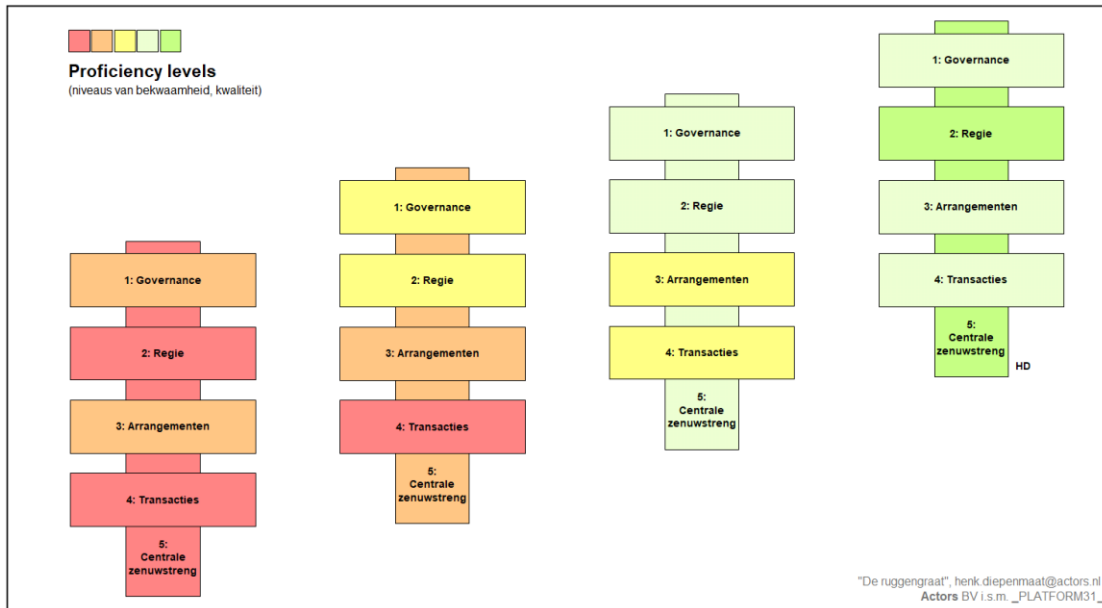 Proficiency levels
(niveaus van bekwaamheid, kwaliteit)
1: Governance
2: Regie
3: Arrangementen
4: Transacties
5:
Centrale
zenuwstreng
1: Governance
2: Regie
3: Arrangementen
4: Transacties
5:
Centrale
zenuwstreng
1: Governance
2: Regie
3: Arrangementen
4: Transacties
5:
Centrale
zenuwstreng
1: Governance
2: Regie
3: Arrangementen
4: Transacties
5:
Centrale
zenuwstreng
HD
"De ruggengraat", henk.diepenmaat@actors.nl
Actors BV i.s.m. _PLATFORM31_